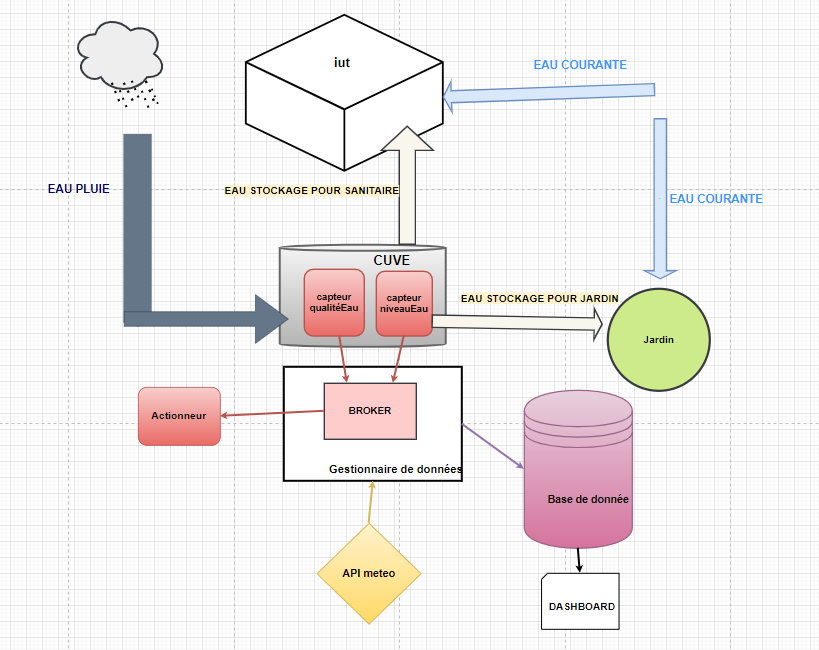 iut
EAU COURANTE
EAU PLUIE
EAU STOCKAGE POUR SANITAIRE
EAU COURANTE
CUVE
capteur
qualitéEau
capteur
niveauEau
EAU STOCKAGE POUR JARDIN
Jardin
Actionneur
BROKER
Gestionnaire de données
Base de donnée
API meteo
DASHBOARD